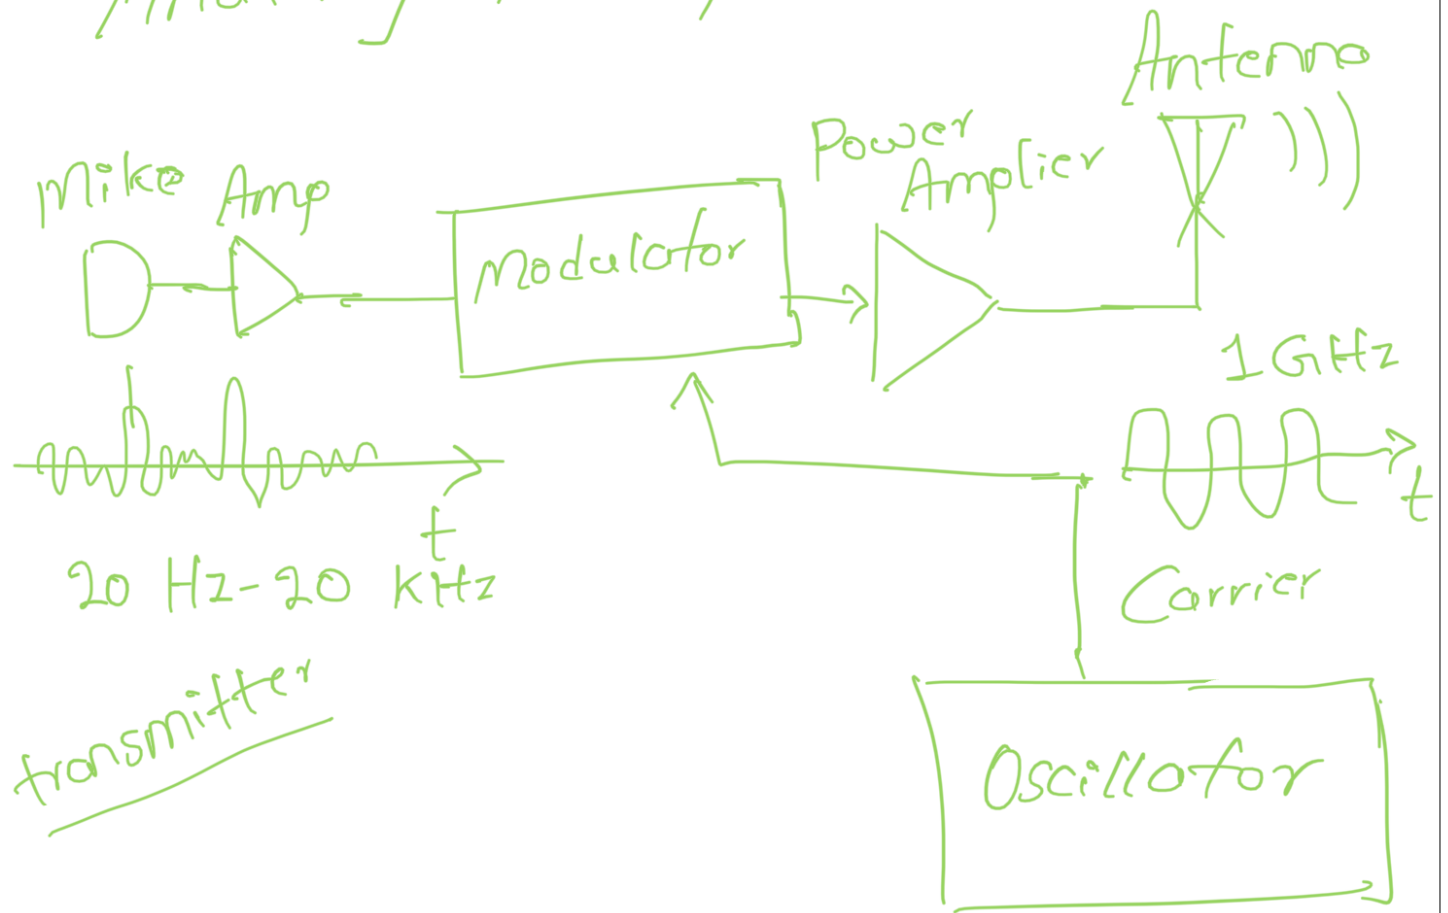 Antenna
Power
Amplier
Mike Amp
Modulator
1 GHz
t
t
20 Hz-20 KHz
Carrier
transmitter
Oscillator